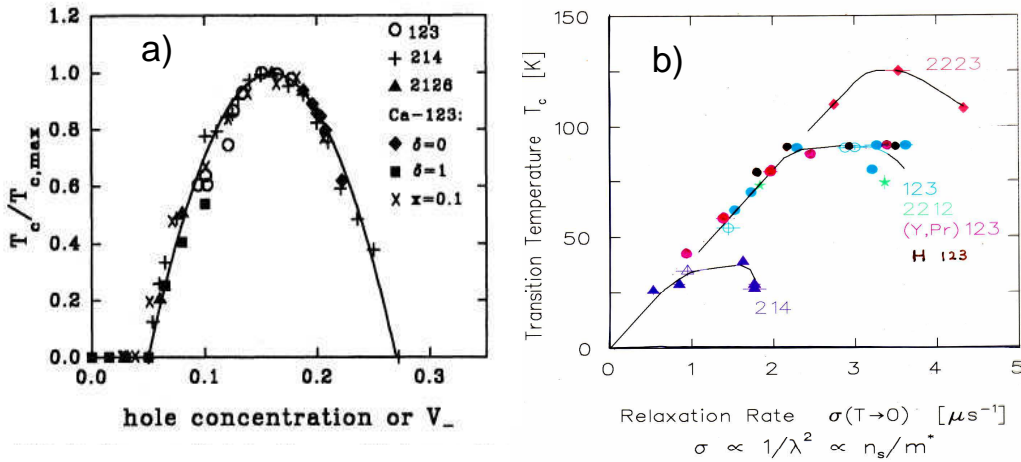 a)
123
214
2126
Ca-123:
δ=0
δ=1
x=0.1
T_c/T_c,max
1.2
1.0
0.8
0.6
0.4
0.2
0.0
0.0 0.1 0.2 0.3
hole concentration or V_
b)
Transition Temperature T_c [K]
150
100
50
0
2223
123
2212
(Y,Pr) 123
H 123
214
0 1 2 3 4 5
Relaxation Rate σ(T→0) [μs⁻¹]
σ ∝ 1/λ² ∝ n_s/m*